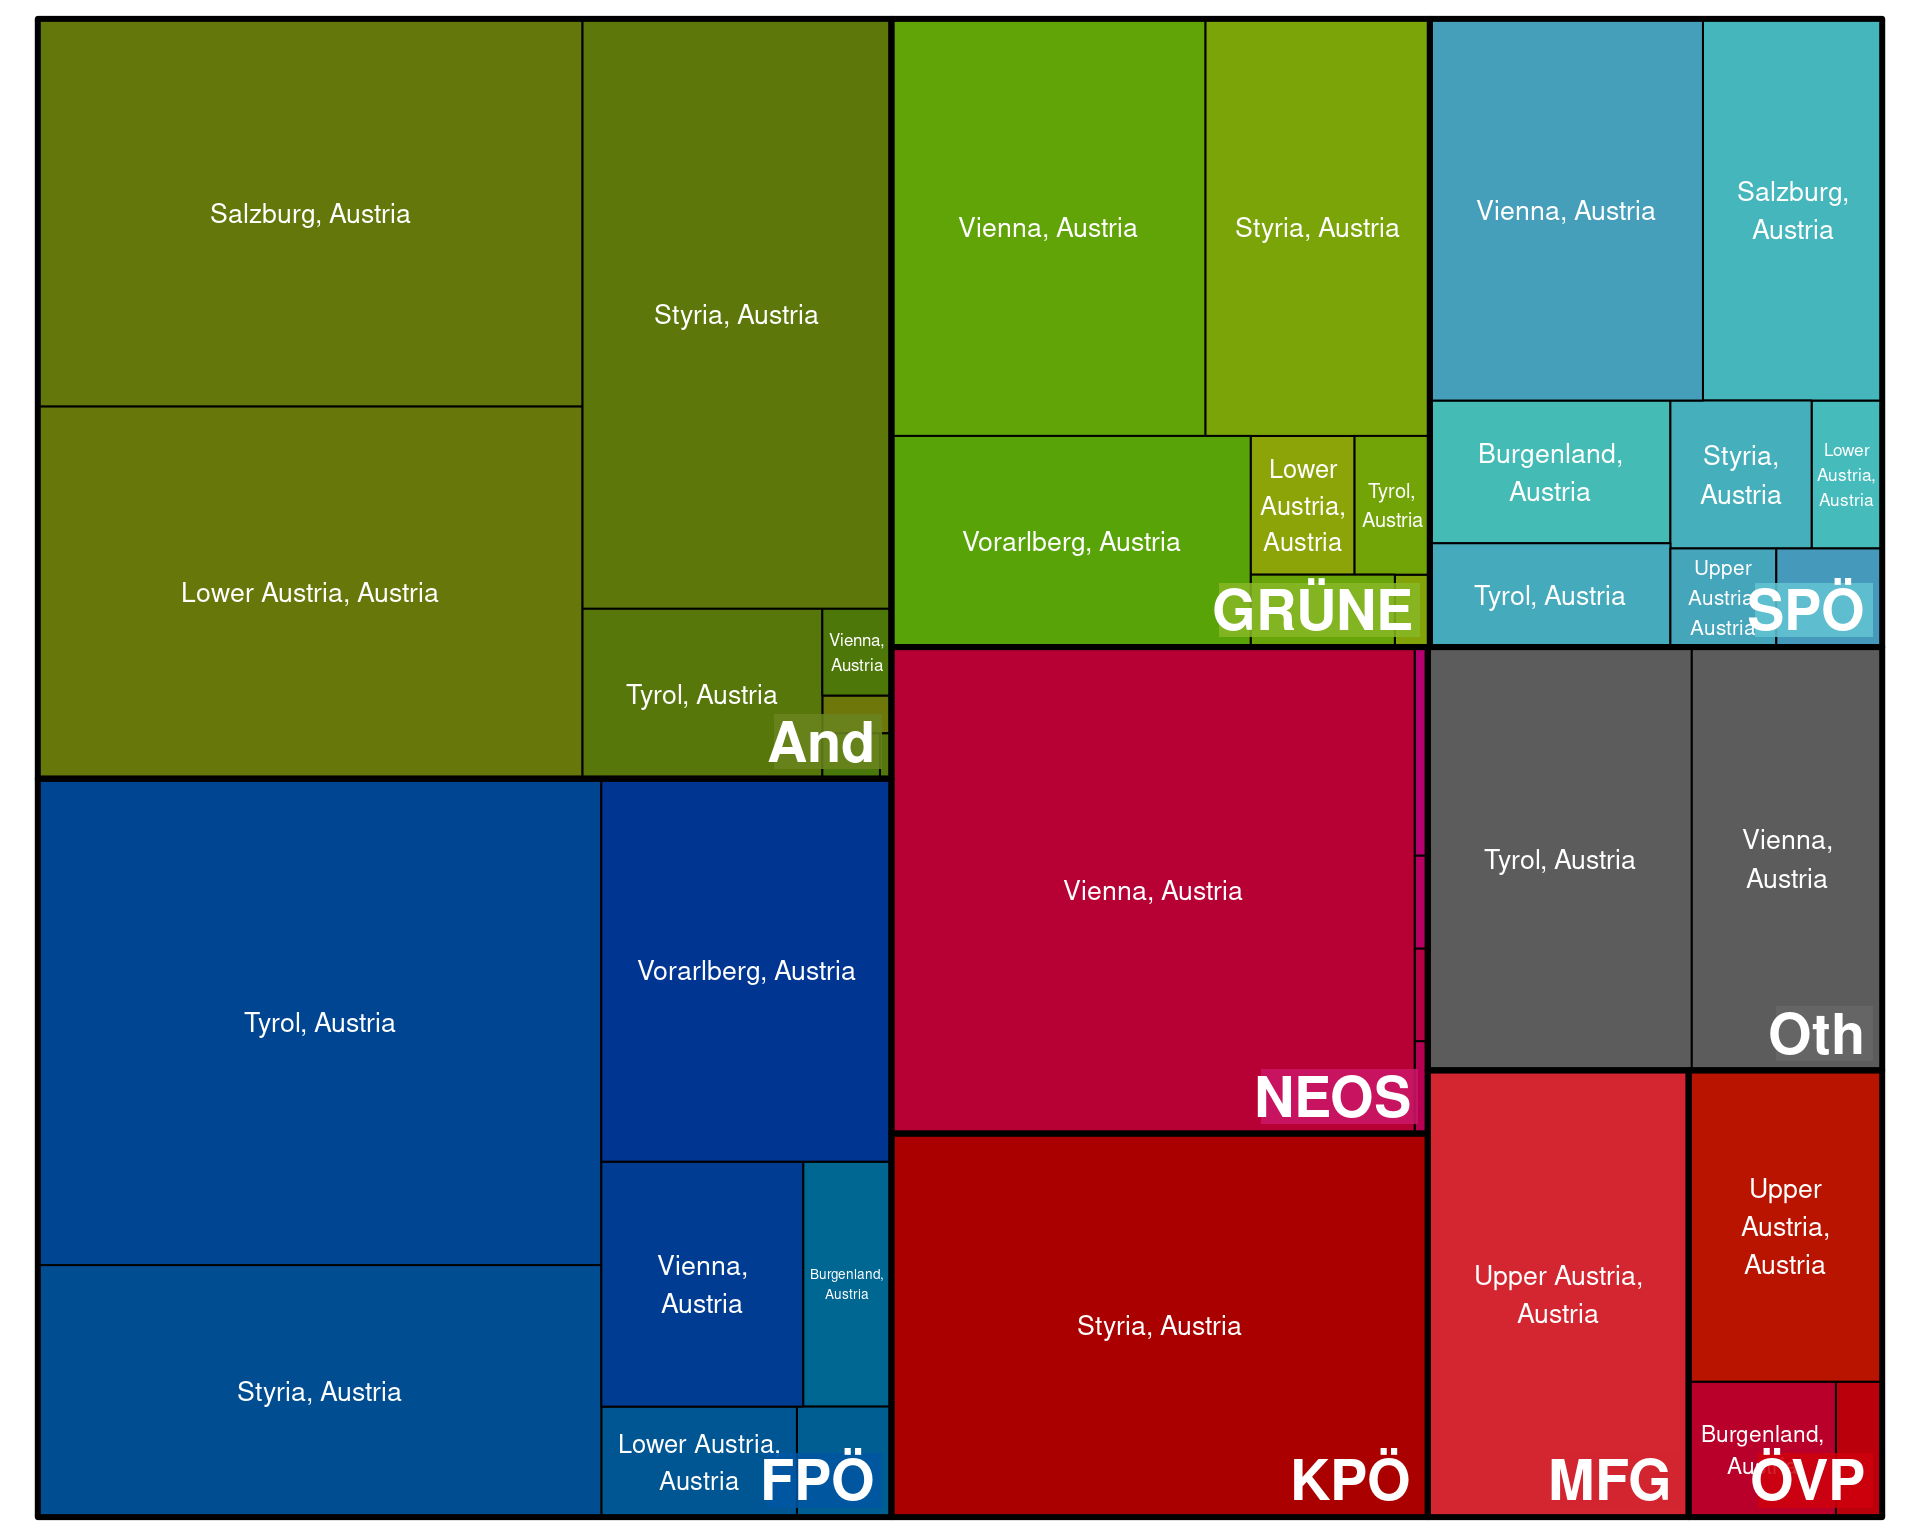 Salzburg, Austria
Lower Austria, Austria
Styria, Austria
Tyrol, Austria
Vienna,
Austria
And
Vienna, Austria
Styria, Austria
Vorarlberg, Austria
Lower
Austria,
Austria
Tyrol,
Austria
GRÜNE
Vienna, Austria
Salzburg,
Austria
Burgenland,
Austria
Styria,
Austria
Lower
Austria,
Austria
Tyrol, Austria
Upper
Austria,
Austria
SPÖ
Tyrol, Austria
Styria, Austria
Vorarlberg, Austria
Vienna,
Austria
Burgenland,
Austria
Lower Austria,
Austria
FPÖ
Vienna, Austria
NEOS
Styria, Austria
KPÖ
Tyrol, Austria
Vienna,
Austria
Oth
Upper Austria,
Austria
MFG
Upper
Austria,
Austria
Burgenland,
Austria
ÖVP